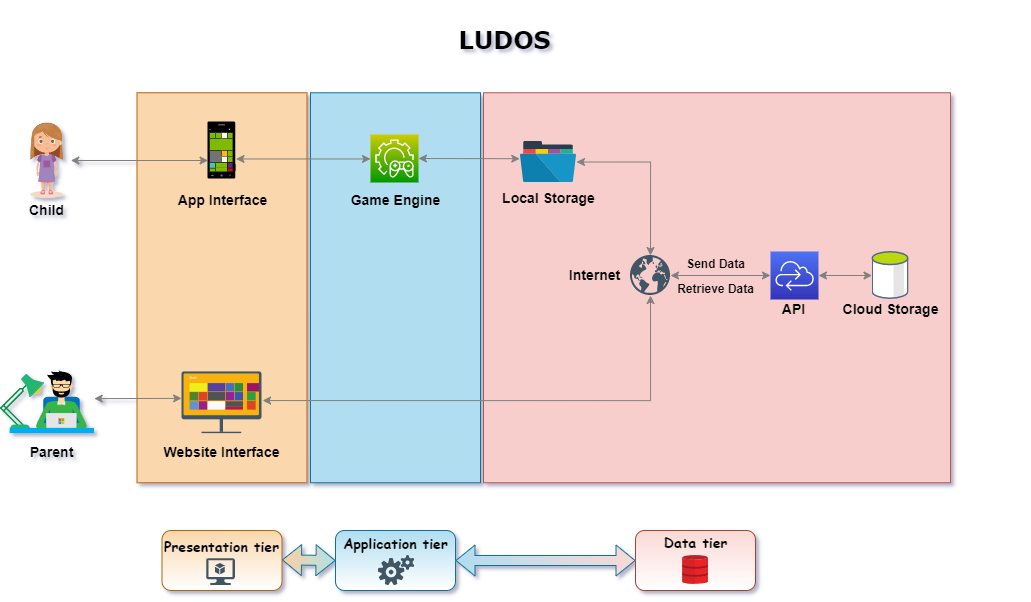 LUDOS
Child
App Interface
Game Engine
Local Storage
Internet
Send Data
Retrieve Data
API
Cloud Storage
Parent
Website Interface
Presentation tier
Application tier
Data tier